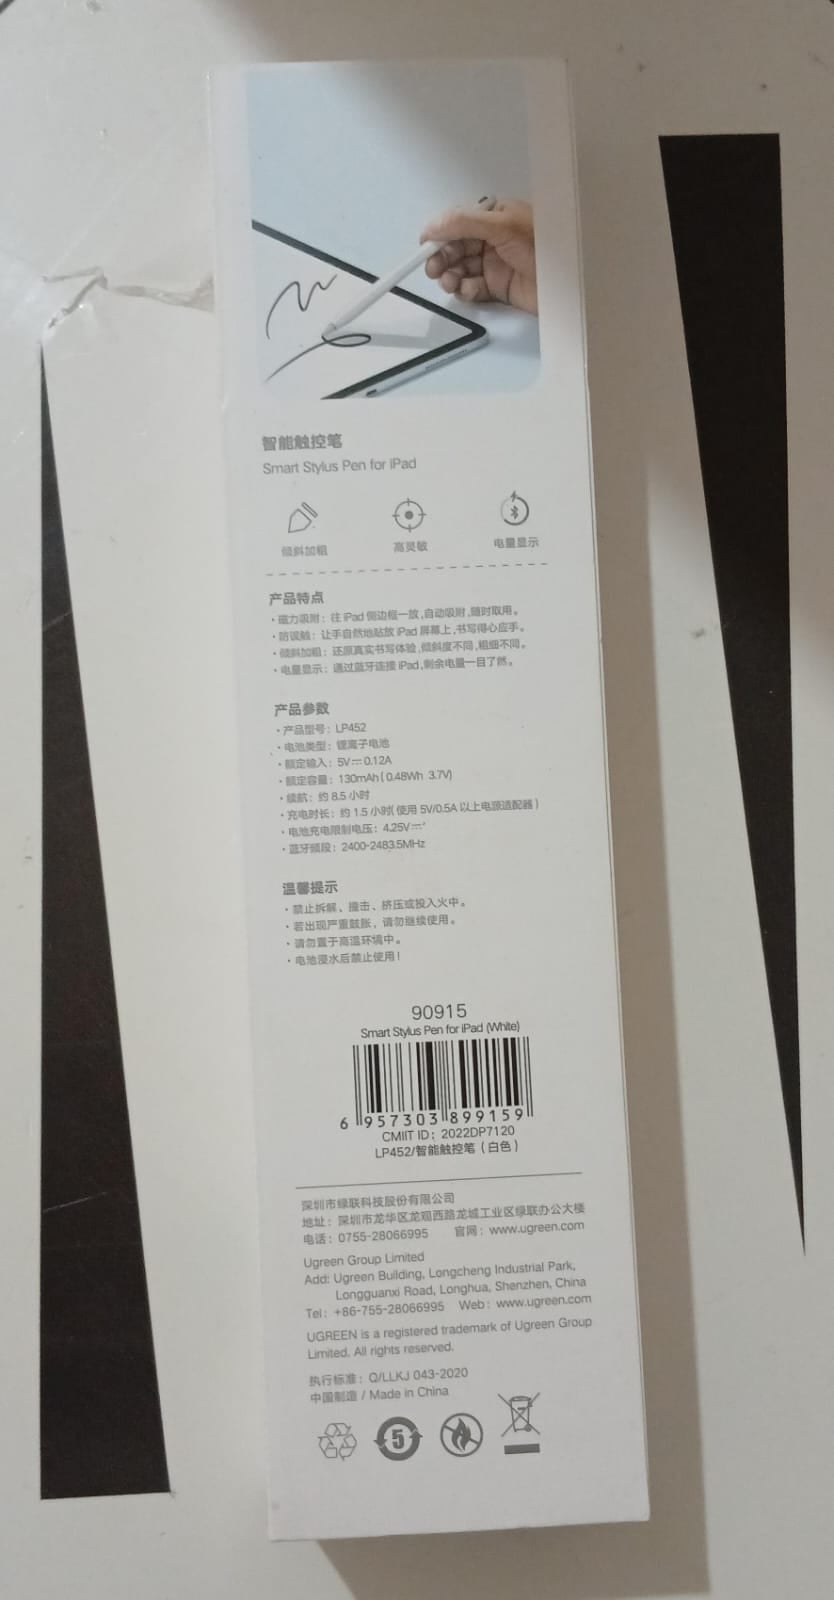 智能触控笔
Smart Stylus Pen for iPad
倾斜加粗
高灵敏
电量显示
产品特点
·磁力吸附：往 iPad 侧边框一放,自动吸附,随时取用。
·防误触：让手自然地贴放 iPad 屏幕上,书写得心应手。
·倾斜加粗：还原真实书写体验,倾斜度不同,粗细不同。
·电量显示：通过蓝牙连接 iPad,剩余电量一目了然。
产品参数
·产品型号：LP452
·电池类型：锂离子电池
·额定输入：5V⎓0.12A
·额定容量：130mAh ( 0.48Wh 3.7V)
·续航：约 8.5 小时
·充电时长：约 1.5 小时( 使用 5V/0.5A 以上电源适配器 )
·电池充电限制电压：4.25V⎓
·蓝牙频段：2400-2483.5MHz
温馨提示
·禁止拆解、撞击、挤压或投入火中。
·若出现严重鼓胀，请勿继续使用。
·请勿置于高温环境中。
·电池浸水后禁止使用！
90915
Smart Stylus Pen for iPad (White)
6 957303 899159
CMIIT ID：2022DP7120
LP452/智能触控笔（白色）
深圳市绿联科技股份有限公司
地址：深圳市龙华区龙观西路龙城工业区绿联办公大楼
电话：0755-28066995 官网：www.ugreen.com
Ugreen Group Limited
Add: Ugreen Building, Longcheng Industrial Park,
Longguanxi Road, Longhua, Shenzhen, China
Tel：+86-755-28066995 Web：www.ugreen.com
UGREEN is a registered trademark of Ugreen Group
Limited. All rights reserved.
执行标准：Q/LLKJ 043-2020
中国制造 / Made in China
5